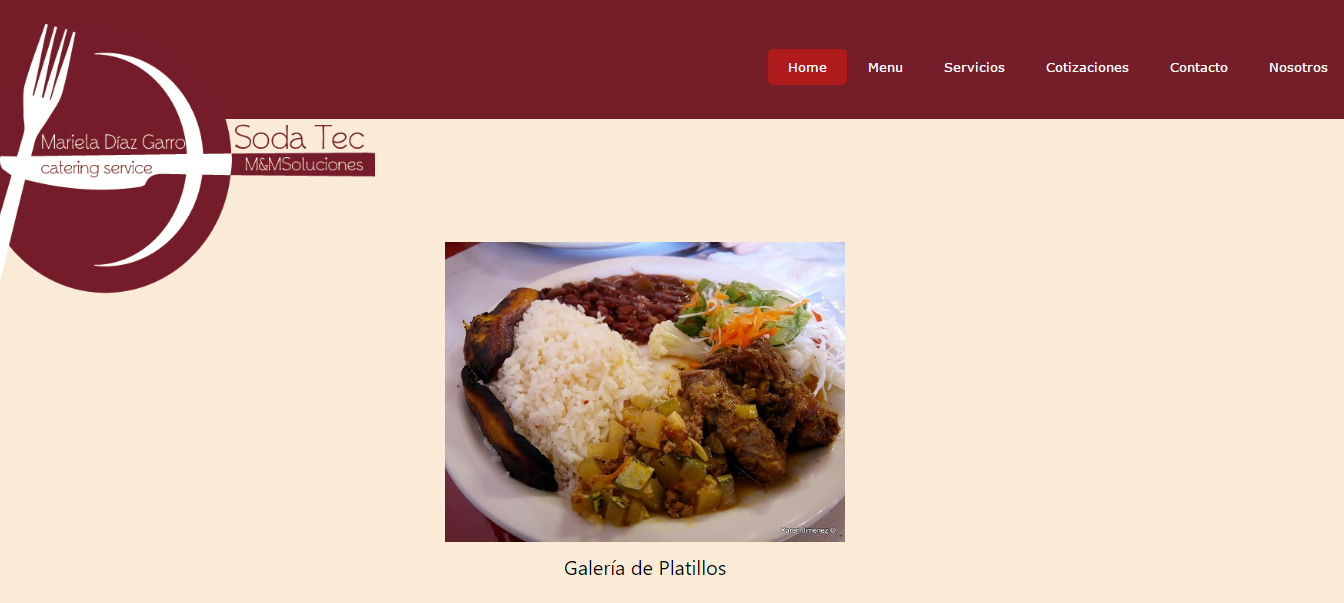 Home Menu Servicios Cotizaciones Contacto Nosotros
Mariela Díaz Garro
catering service
Soda Tec
M&MSoluciones
Karen Jiménez ©
Galería de Platillos